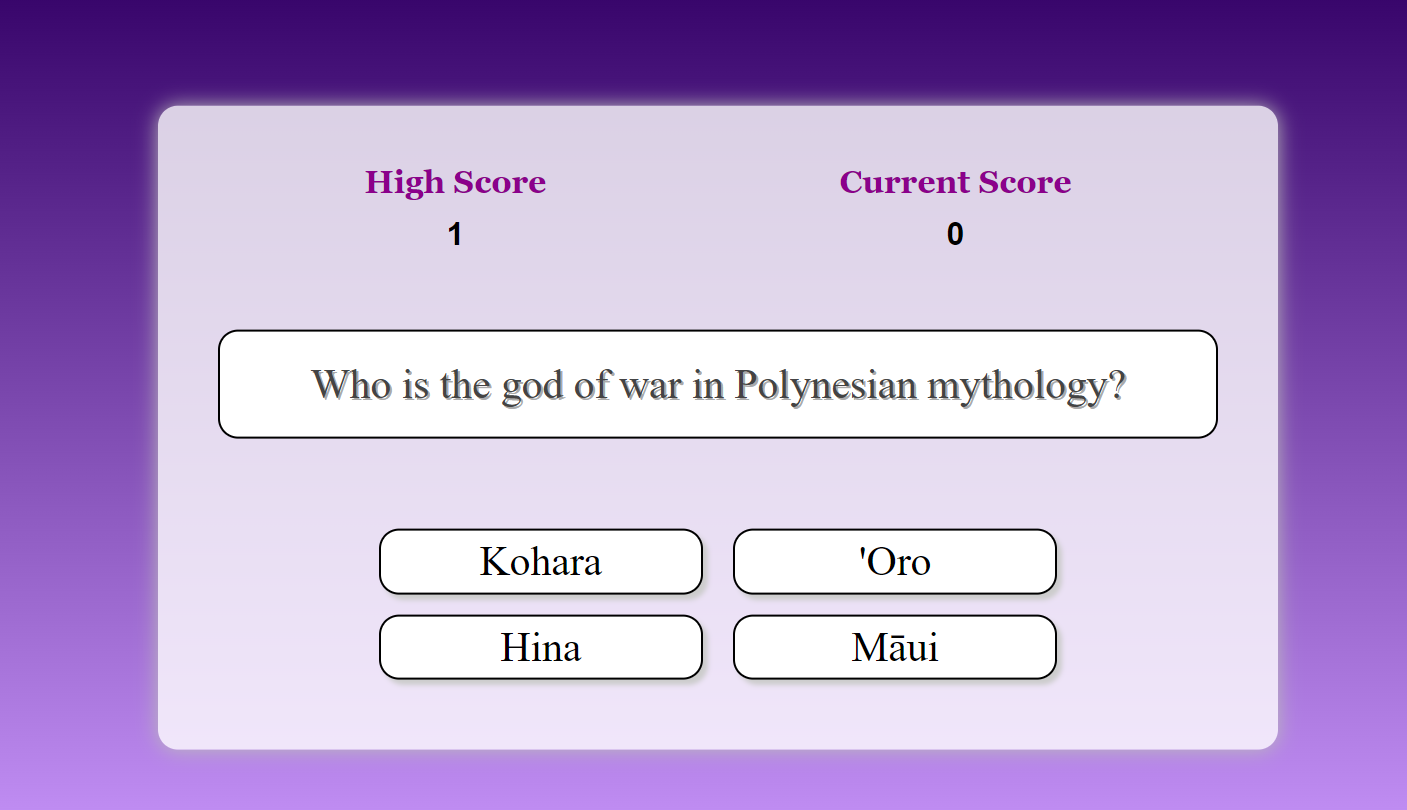 High Score
Current Score
1
0
Who is the god of war in Polynesian mythology?
Kohara
'Oro
Hina
Māui